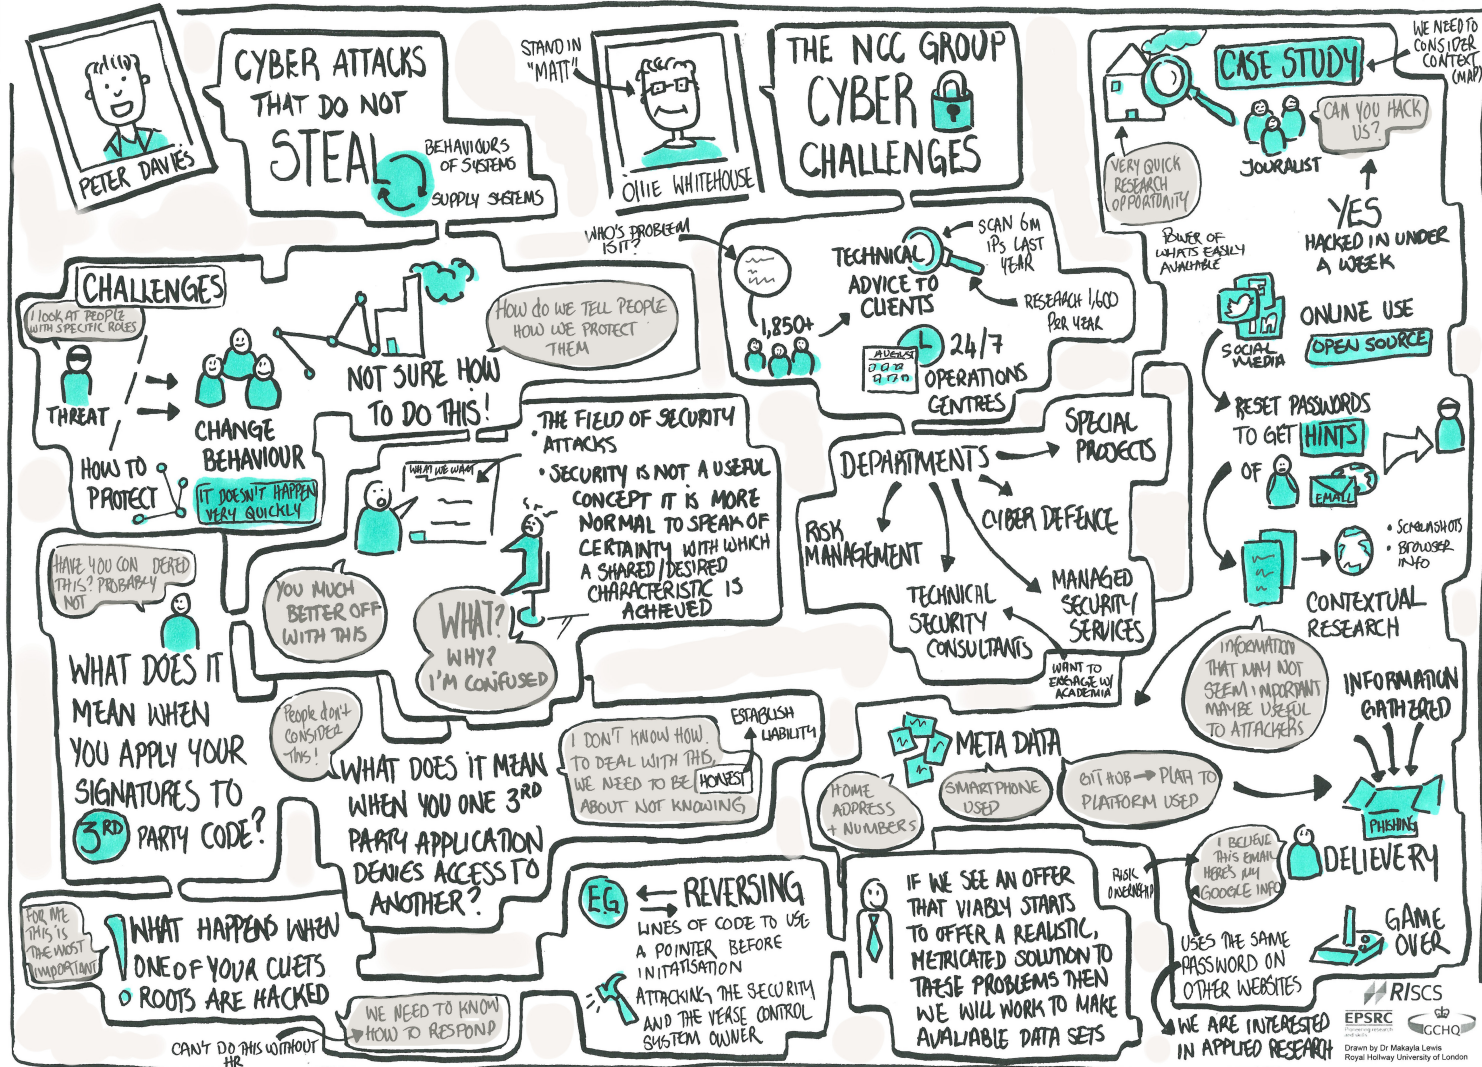 PETER DAVIES
CYBER ATTACKS
THAT DO NOT
STEAL
BEHAVIOURS
OF SYSTEMS
SUPPLY SYSTEMS
CHALLENGES
I LOOK AT PEOPLE
WITH SPECIFIC ROLES
THREAT
HOW TO
PROTECT
CHANGE
BEHAVIOUR
IT DOESN'T HAPPEN
VERY QUICKLY
NOT SURE HOW
TO DO THIS!
HOW DO WE TELL PEOPLE
HOW WE PROTECT
THEM
WHAT WE WANT
THE FIELD OF SECURITY
ATTACKS
• SECURITY IS NOT A USEFUL
CONCEPT IT IS MORE
NORMAL TO SPEAK OF
CERTAINTY WITH WHICH
A SHARED/DESIRED
CHARACTERISTIC IS
ACHIEVED
YOU MUCH
BETTER OFF
WITH THIS
WHAT?
WHY?
I'M CONFUSED
HAVE YOU CON DERED
THIS? PROBABLY
NOT
WHAT DOES IT
MEAN WHEN
YOU APPLY YOUR
SIGNATURES TO
3RD PARTY CODE?
People don't
CONSIDER
THIS!
WHAT DOES IT MEAN
WHEN YOU ONE 3RD
PARTY APPLICATION
DENIES ACCESS TO
ANOTHER?
I DON'T KNOW HOW
TO DEAL WITH THIS,
WE NEED TO BE HONEST
ABOUT NOT KNOWING
ESTABLISH
LIABILITY
FOR ME
THIS IS
THE MOST
IMPORTANT
WHAT HAPPENS WHEN
ONE OF YOUR CLIETS
ROOTS ARE HACKED
WE NEED TO KNOW
HOW TO RESPOND
CAN'T DO THIS WITHOUT
HR
EG
REVERSING
LINES OF CODE TO USE
A POINTER BEFORE
INITATISATION
ATTACKING THE SECURITY
AND THE VERSE CONTROL
SYSTEM OWNER
STAND IN
"MATT"
OllIE WHITEHOUSE
THE NCC GROUP
CYBER
CHALLENGES
WHO'S PROBLEM
IS IT?
1,850+
TECHNICAL
ADVICE TO
CLIENTS
SCAN 6M
IPs LAST
YEAR
RESEARCH 1,600
PER YEAR
AUGUST
24/7
OPERATIONS
CENTRES
DEPARTMENTS
SPECIAL
PROJECTS
CYBER DEFENCE
RISK
MANAGEMENT
TECHNICAL
SECURITY
CONSULTANTS
MANAGED
SECURITY
SERVICES
WANT TO
ENGAGE W/
ACADEMIA
CASE STUDY
WE NEED TO
CONSIDER
CONTEXT
(MAP)
VERY QUICK
RESEARCH
OPPORTUNITY
JOURALIST
CAN YOU HACK
US?
YES
HACKED IN UNDER
A WEEK
POWER OF
WHATS EASILY
AVAILABLE
SOCIAL
MEDIA
ONLINE USE
OPEN SOURCE
RESET PASSWORDS
TO GET HINTS
OF
EMAIL
• SCREENSHOTS
• BROWSER
INFO
CONTEXTUAL
RESEARCH
INFORMATION
THAT MAY NOT
SEEM IMPORTANT
MAYBE USEFUL
TO ATTACKERS
META DATA
HOME
ADDRESS
+ NUMBERS
SMARTPHONE
USED
GIT HUB → PLATH TO
PLATFORM USED
INFORMATION
GATHERED
PHISHING
DELIEVERY
I BELIEVE
THIS EMAIL
HERE'S MY
GOOGLE INFO
RISK
OWNERSHIP
USES THE SAME
PASSWORD ON
OTHER WEBSITES
GAME
OVER
WE ARE INTERESTED
IN APPLIED RESEARCH
IF WE SEE AN OFFER
THAT VIABLY STARTS
TO OFFER A REALISTIC,
METRICATED SOLUTION TO
THESE PROBLEMS THEN
WE WILL WORK TO MAKE
AVALIABLE DATA SETS
RISCS
EPSRC
Pioneering research
and skills
GCHQ
Drawn by Dr Makayla Lewis
Royal Hollway University of London